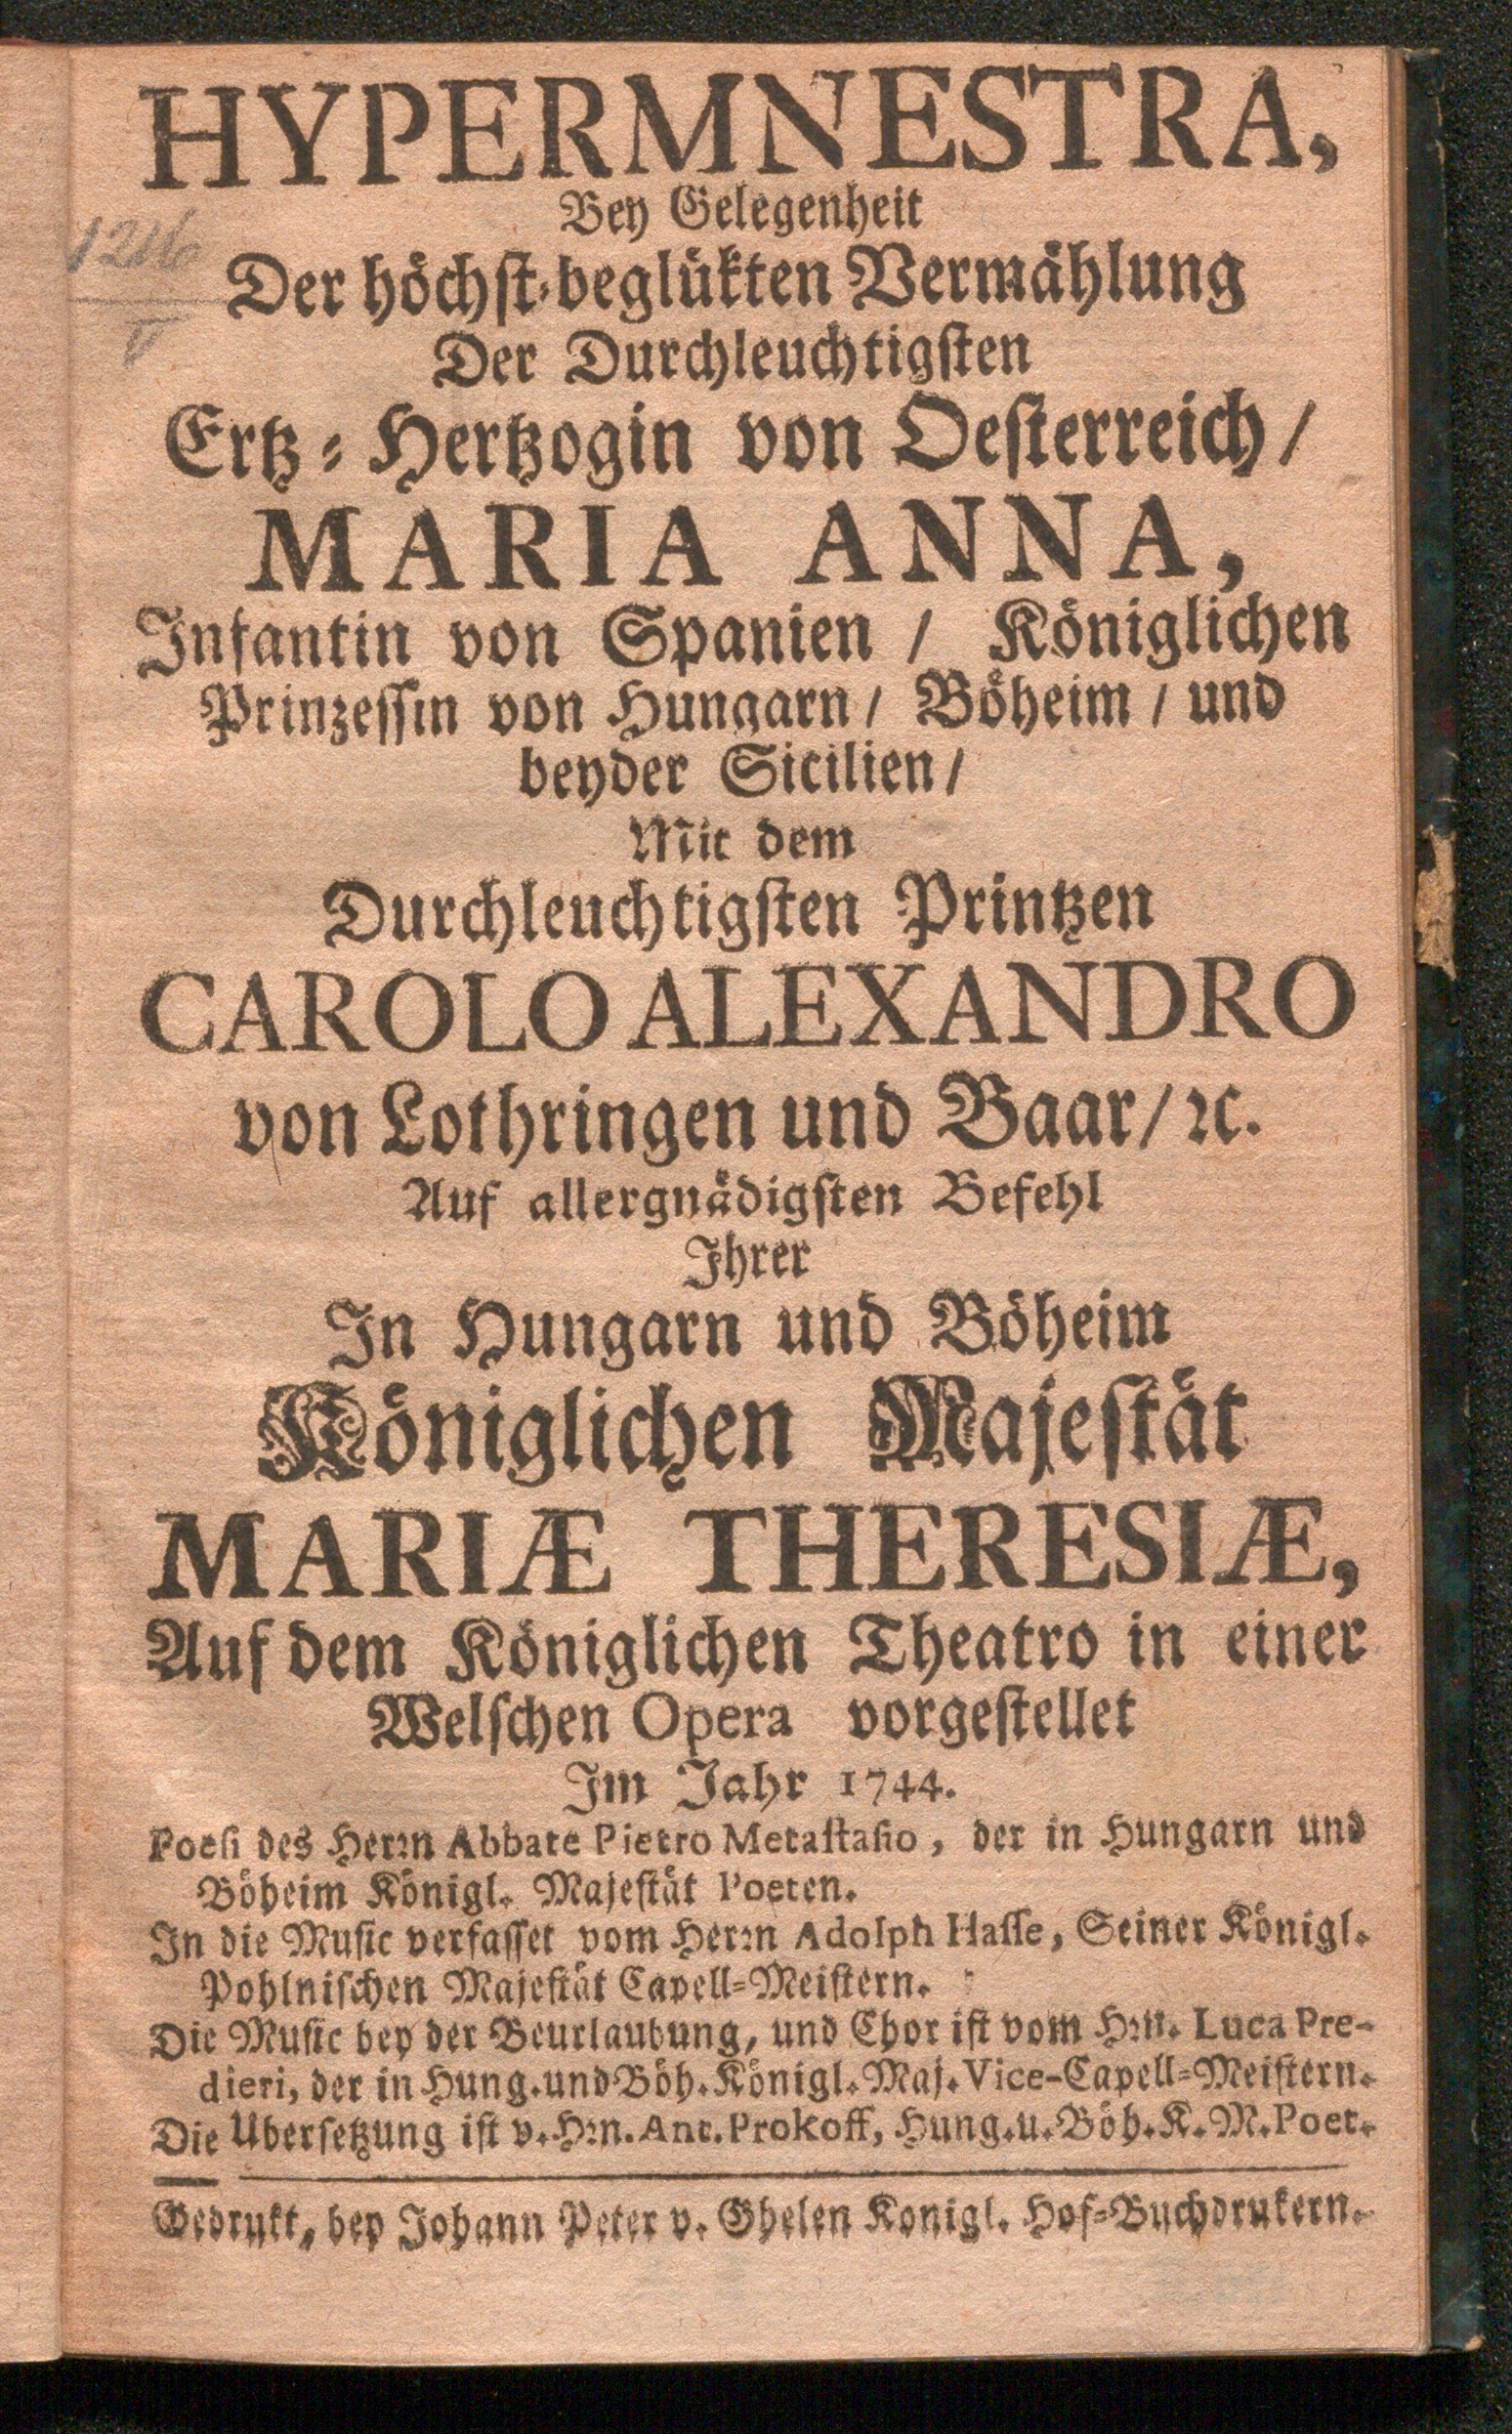 HYPERMNESTRA,
Bey Gelegenheit
1216
Der höchst-beglükten Vermählung
V
Der Durchleuchtigsten
Ertz-Hertzogin von Oesterreich /
MARIA ANNA,
Infantin von Spanien / Königlichen
Prinzessin von Hungarn / Böheim / und
beyder Sicilien /
Mit dem
Durchleuchtigsten Printzen
CAROLO ALEXANDRO
von Lothringen und Baar / ꝛc.
Auf allergnädigsten Befehl
Ihrer
In Hungarn und Böheim
Königlichen Majestät
MARIÆ THERESIÆ,
Auf dem Königlichen Theatro in einer
Welschen Opera vorgestellet
Im Jahr 1744.
Poesi des Herꝛn Abbate Pietro Metastasio, der in Hungarn und
Böheim Königl. Majestät Poeten.
In die Music verfasset vom Herꝛn Adolph Hasse, Seiner Königl.
Pohlnischen Majestät Capell-Meistern.
Die Music bey der Beurlaubung, und Chor ist vom Hꝛn. Luca Pre-
dieri, der in Hung. und Böh. Königl. Maj. Vice-Capell-Meistern.
Die Übersetzung ist v. Hꝛn. Ant. Prokoff, Hung. u. Böh. K. M. Poet.
Gedrukt, bey Johann Peter v. Ghelen Königl. Hof-Buchdrukern.